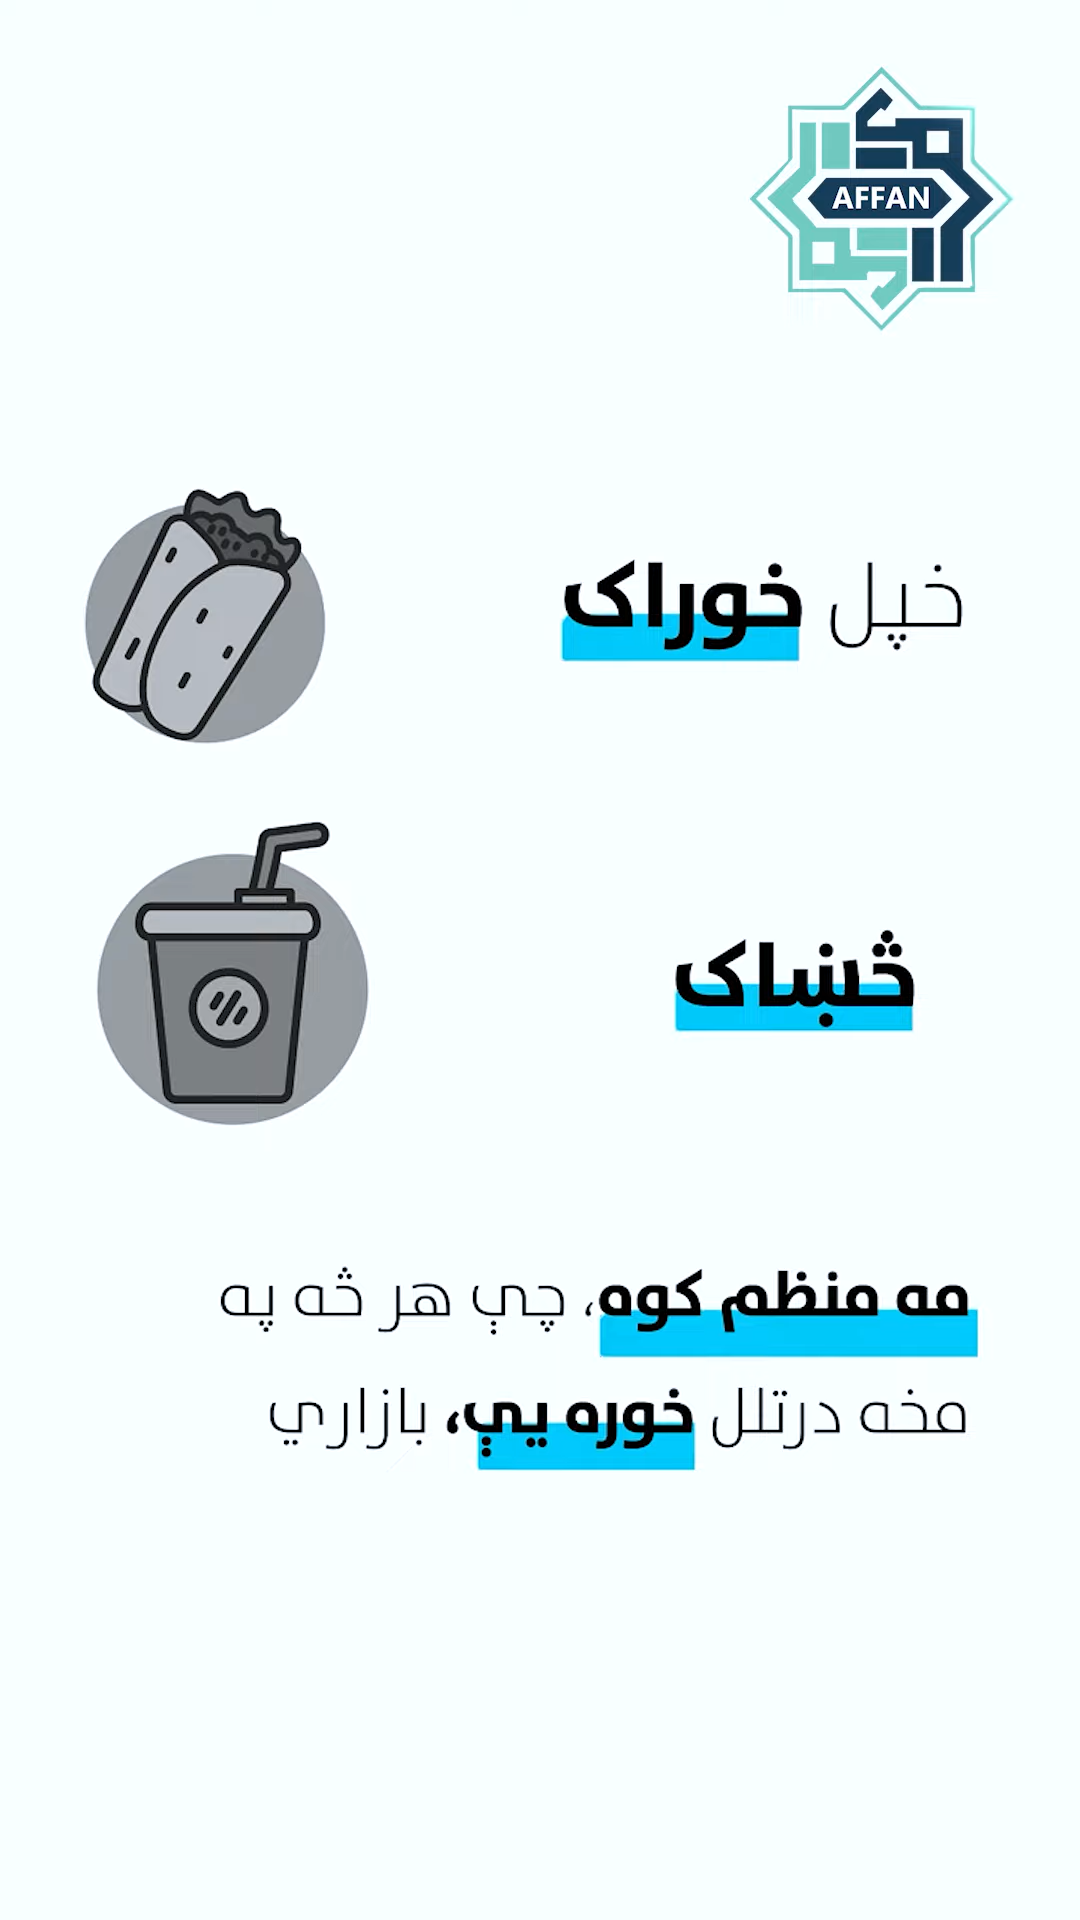 AFFAN
خپل خوراک
څښاک
مه منظم کوه، چې هر څه په
مخه درتلل خوره يې، بازاري